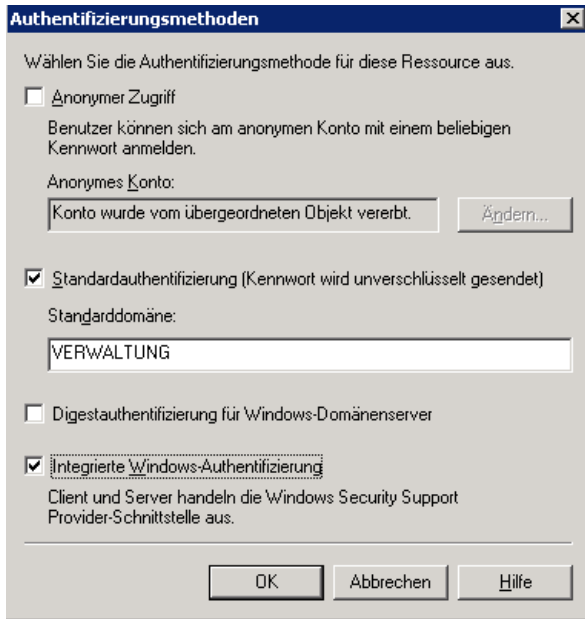 Authentifizierungsmethoden
Wählen Sie die Authentifizierungsmethode für diese Ressource aus.
Anonymer Zugriff
Benutzer können sich am anonymen Konto mit einem beliebigen
Kennwort anmelden.
Anonymes Konto:
Konto wurde vom übergeordneten Objekt vererbt.
Ändern...
Standardauthentifizierung (Kennwort wird unverschlüsselt gesendet)
Standarddomäne:
VERWALTUNG
Digestauthentifizierung für Windows-Domänenserver
Integrierte Windows-Authentifizierung
Client und Server handeln die Windows Security Support
Provider-Schnittstelle aus.
OK Abbrechen Hilfe